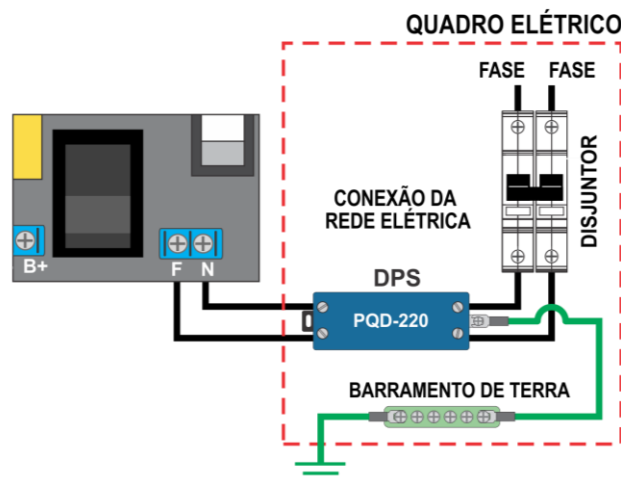 QUADRO ELÉTRICO
FASE FASE
DISJUNTOR
CONEXÃO DA
REDE ELÉTRICA
B+
F N
DPS
PQD-220
BARRAMENTO DE TERRA